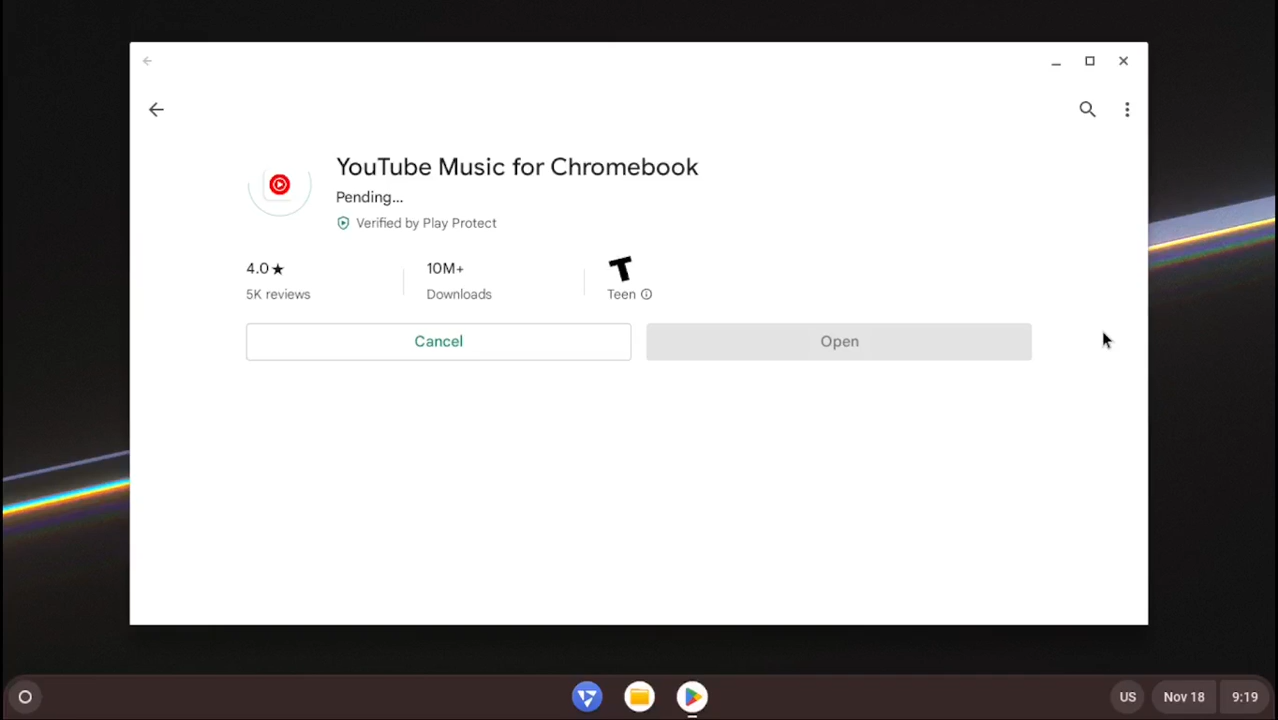 YouTube Music for Chromebook
Pending...
Verified by Play Protect
4.0★
10M+
T
5K reviews
Downloads
Teen
Cancel
Open
US
Nov 18
9:19